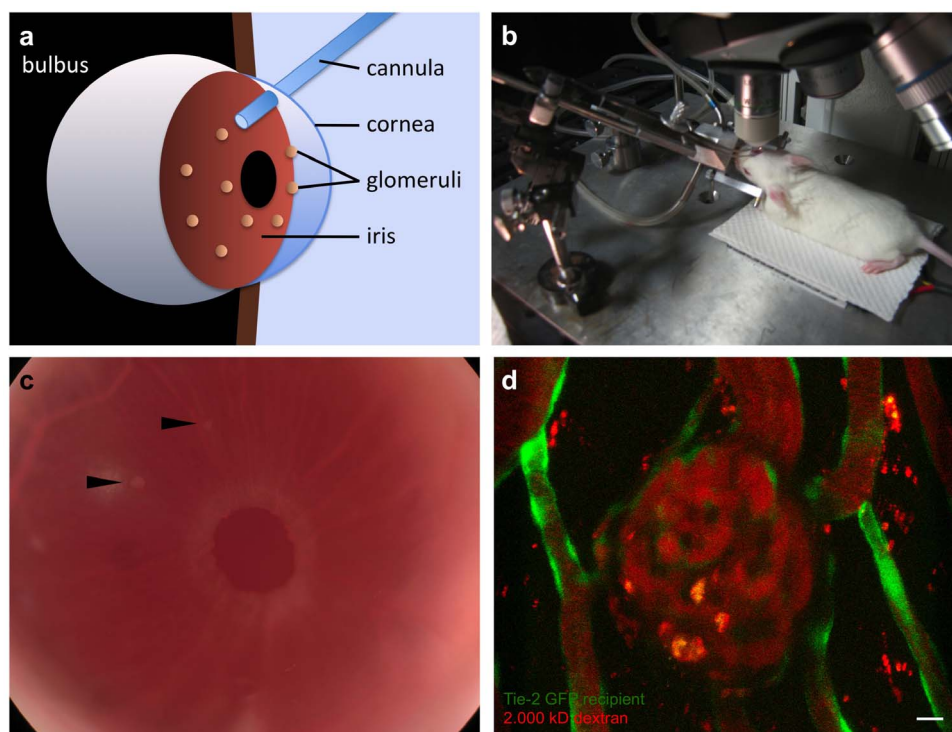 a
bulbus
cannula
cornea
glomeruli
iris
b
c
d
Tie-2 GFP recipient
2.000 kD dextran